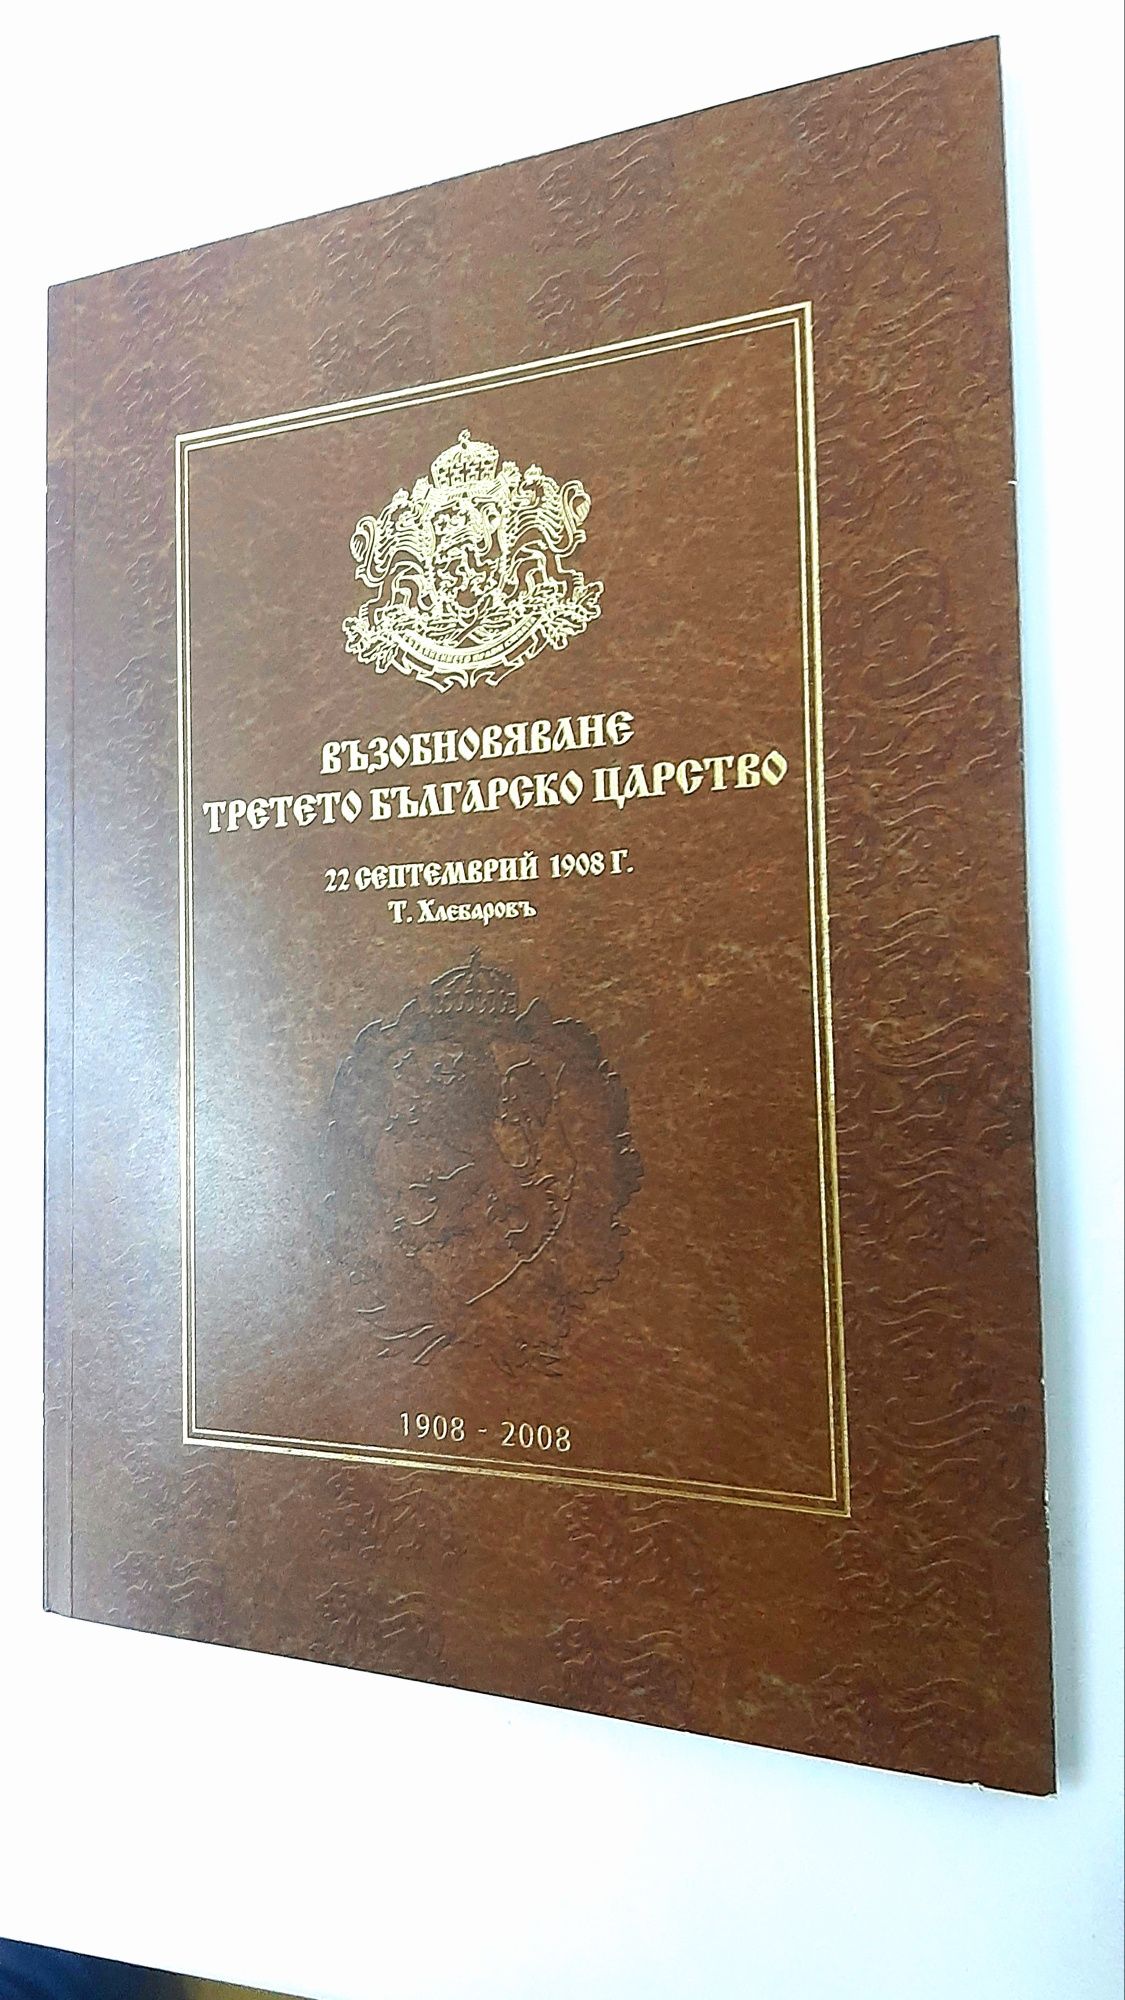 ВЪЗОБНОВЯВАНЕ
ТРЕТЕТО БЪЛГАРСКО ЦАРСТВО
22 СЕПТЕМВРИЙ 1908 Г.
Т. ХЛЕБАРОВЪ
1908 - 2008